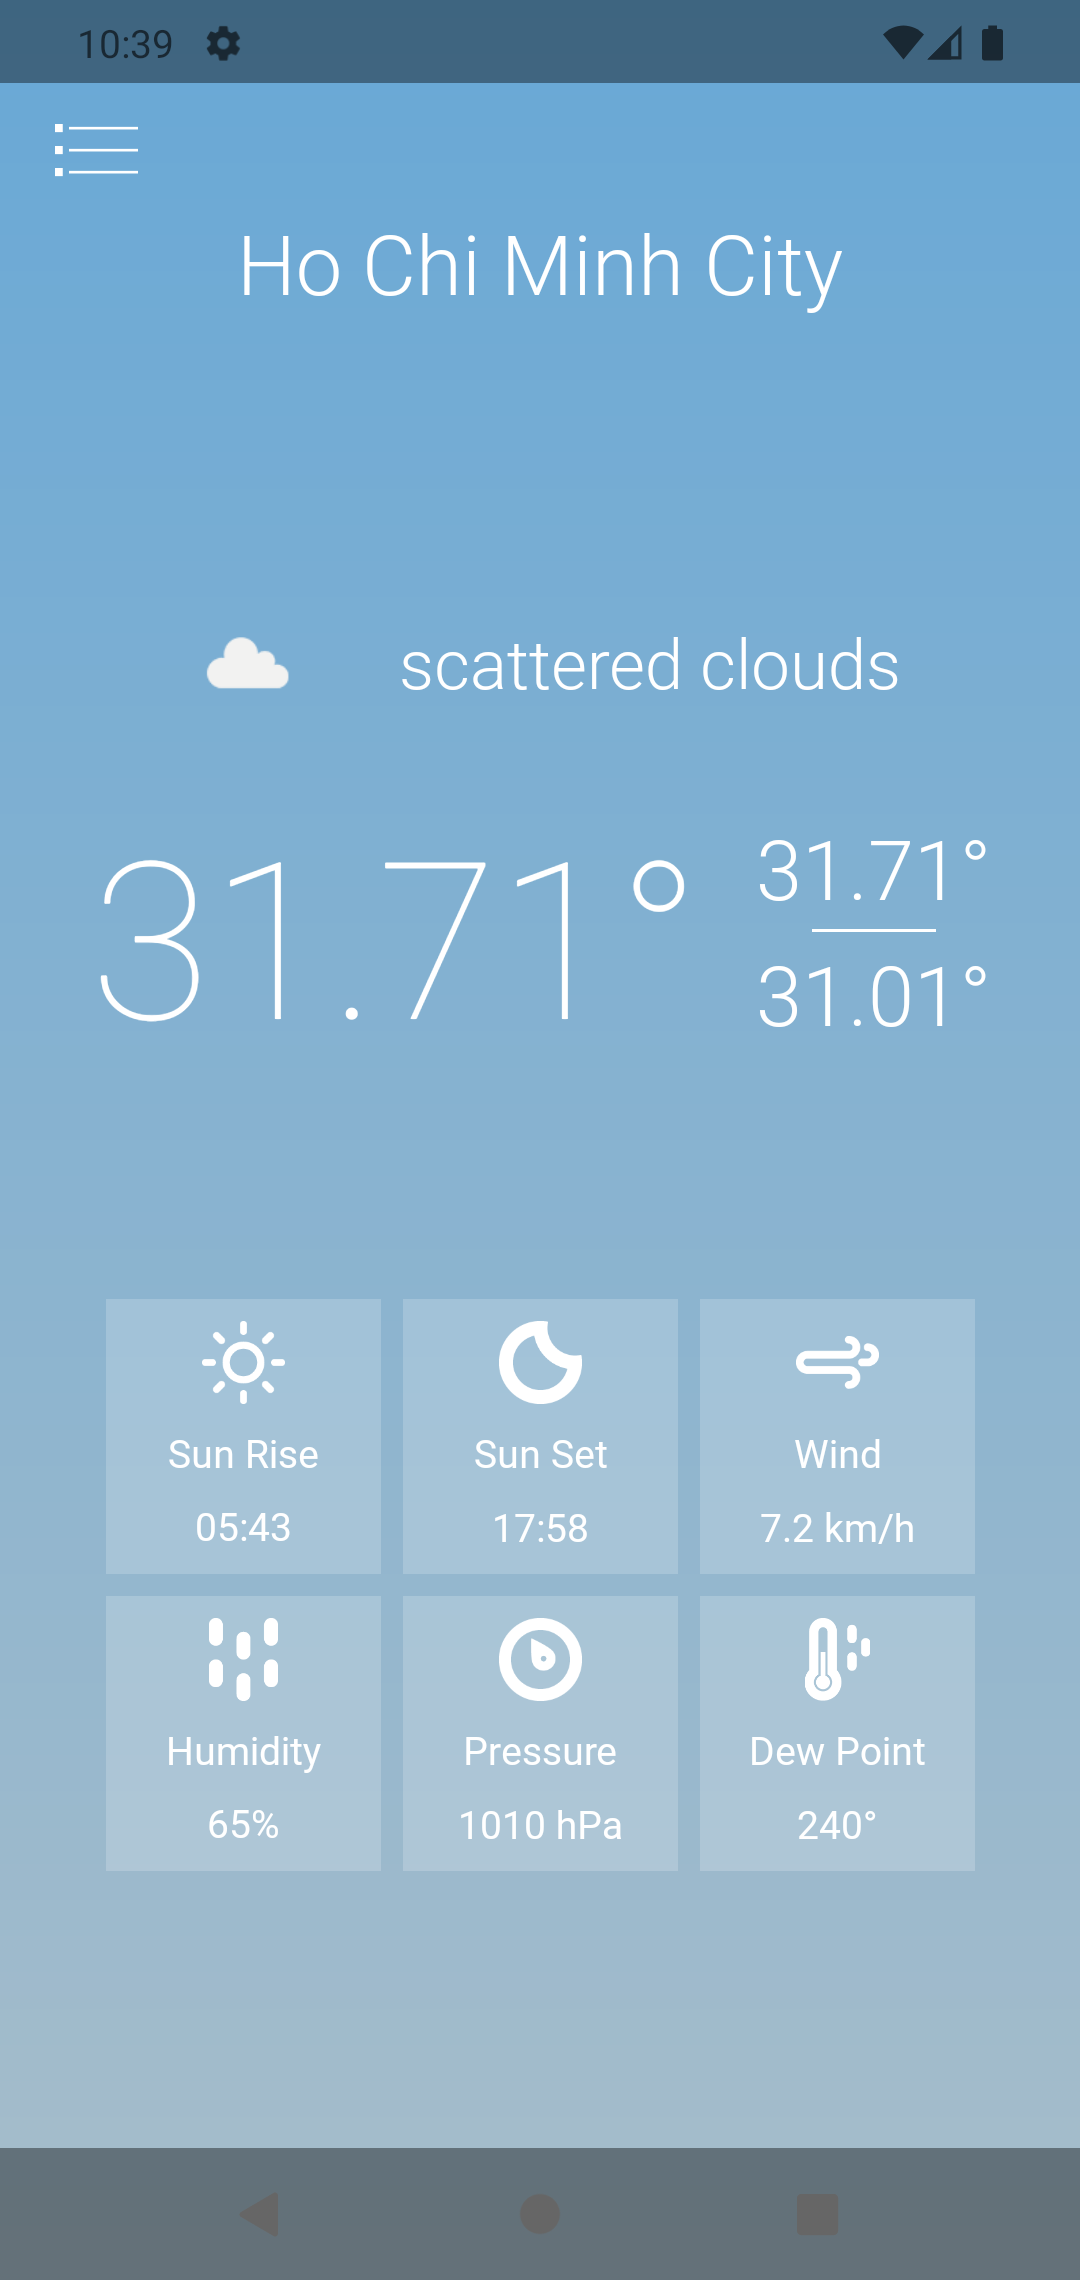 10:39
Ho Chi Minh City
scattered clouds
31.71°
31.71°
31.01°
Sun Rise
05:43
Sun Set
17:58
Wind
7.2 km/h
Humidity
65%
Pressure
1010 hPa
Dew Point
240°